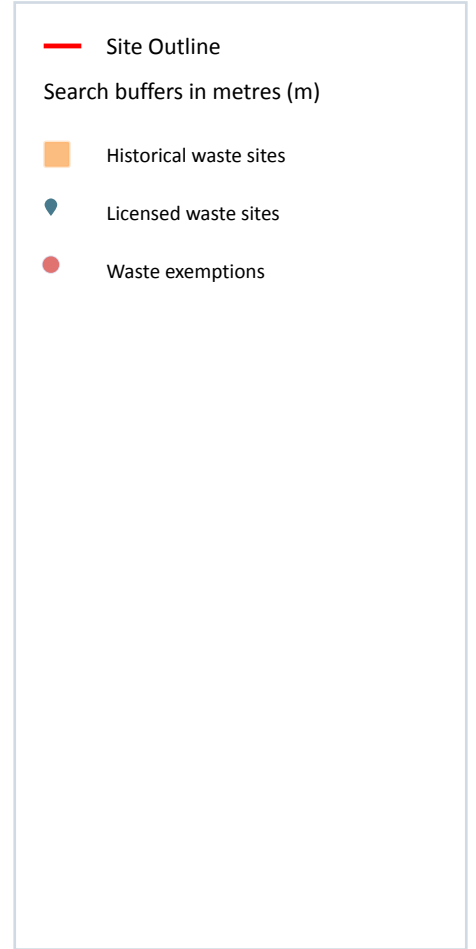 Site Outline
Search buffers in metres (m)
Historical waste sites
Licensed waste sites
Waste exemptions